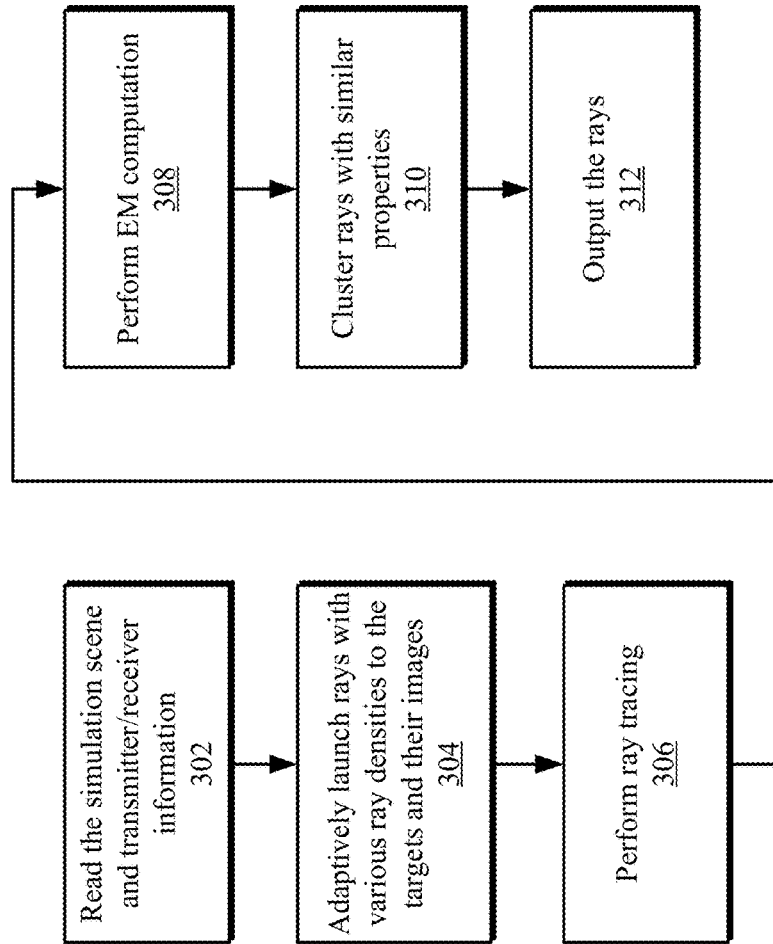 Read the simulation scene
and transmitter/receiver
information
302
Adaptively launch rays with
various ray densities to the
targets and their images
304
Perform ray tracing
306
Perform EM computation
308
Cluster rays with similar
properties
310
Output the rays
312